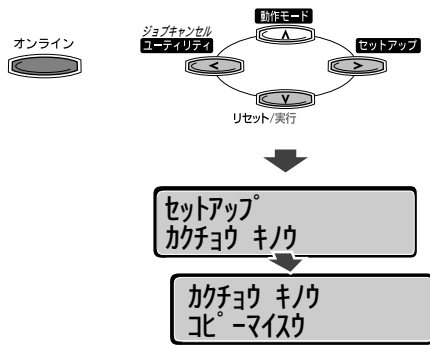 動作モード
ジョブキャンセル
オンライン
ユーティリティ
セットアップ
∧
<
>
∨
リセット/実行
セットアップ
カクチョウ キノウ
カクチョウ キノウ
コピーマイスウ